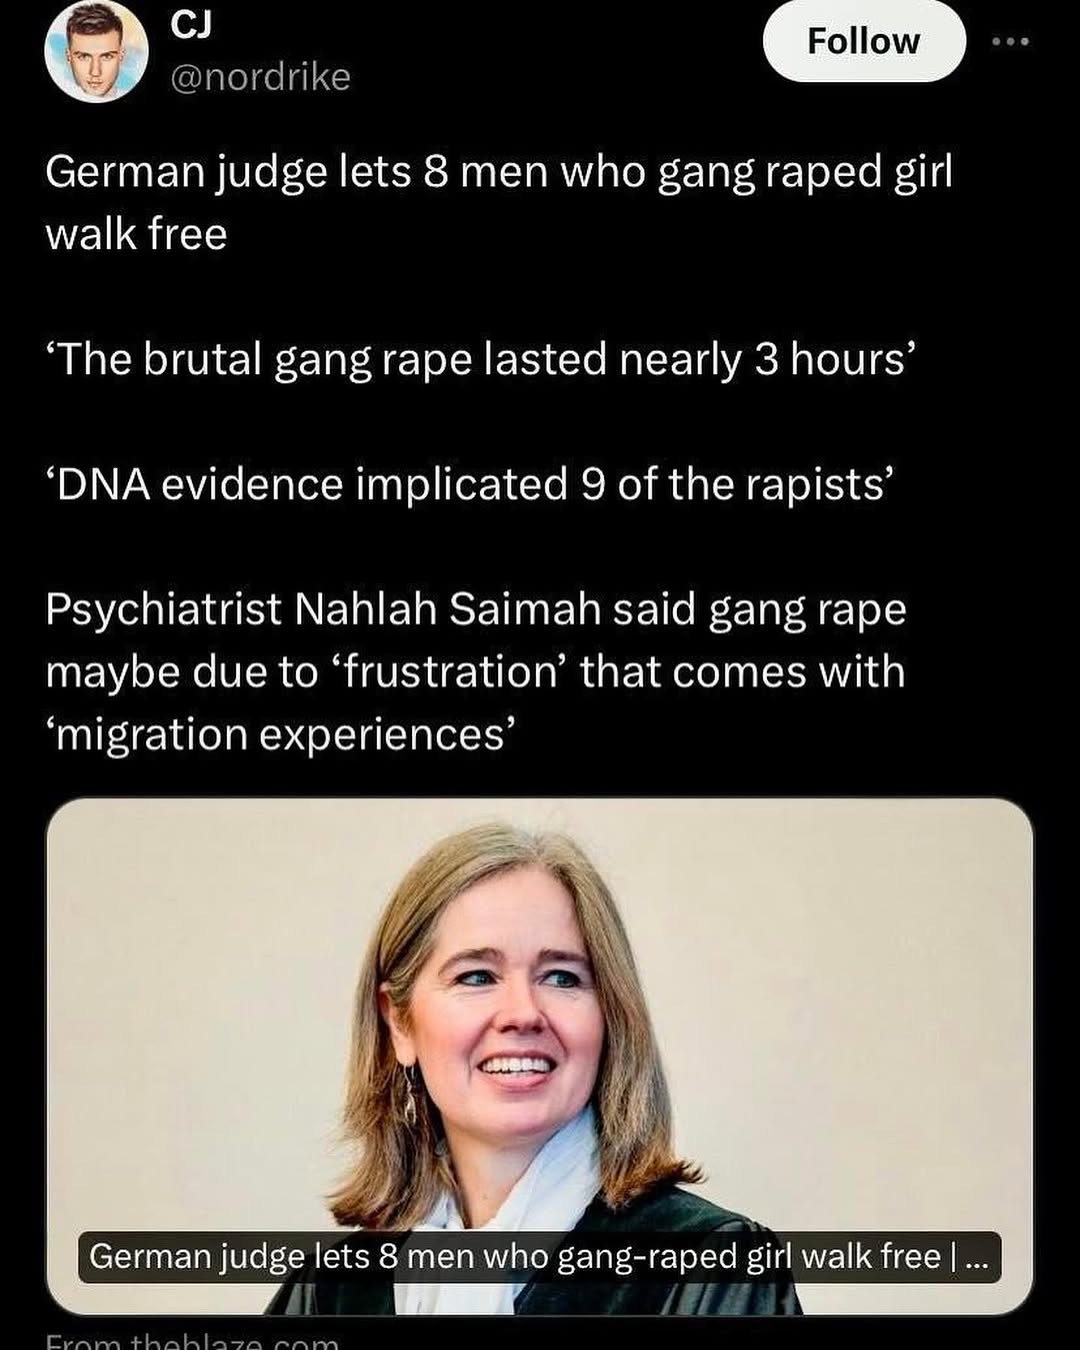 CJ
@nordrike
Follow
German judge lets 8 men who gang raped girl
walk free
‘The brutal gang rape lasted nearly 3 hours’
‘DNA evidence implicated 9 of the rapists’
Psychiatrist Nahlah Saimah said gang rape
maybe due to ‘frustration’ that comes with
‘migration experiences’
German judge lets 8 men who gang-raped girl walk free | ...
From theblaze.com